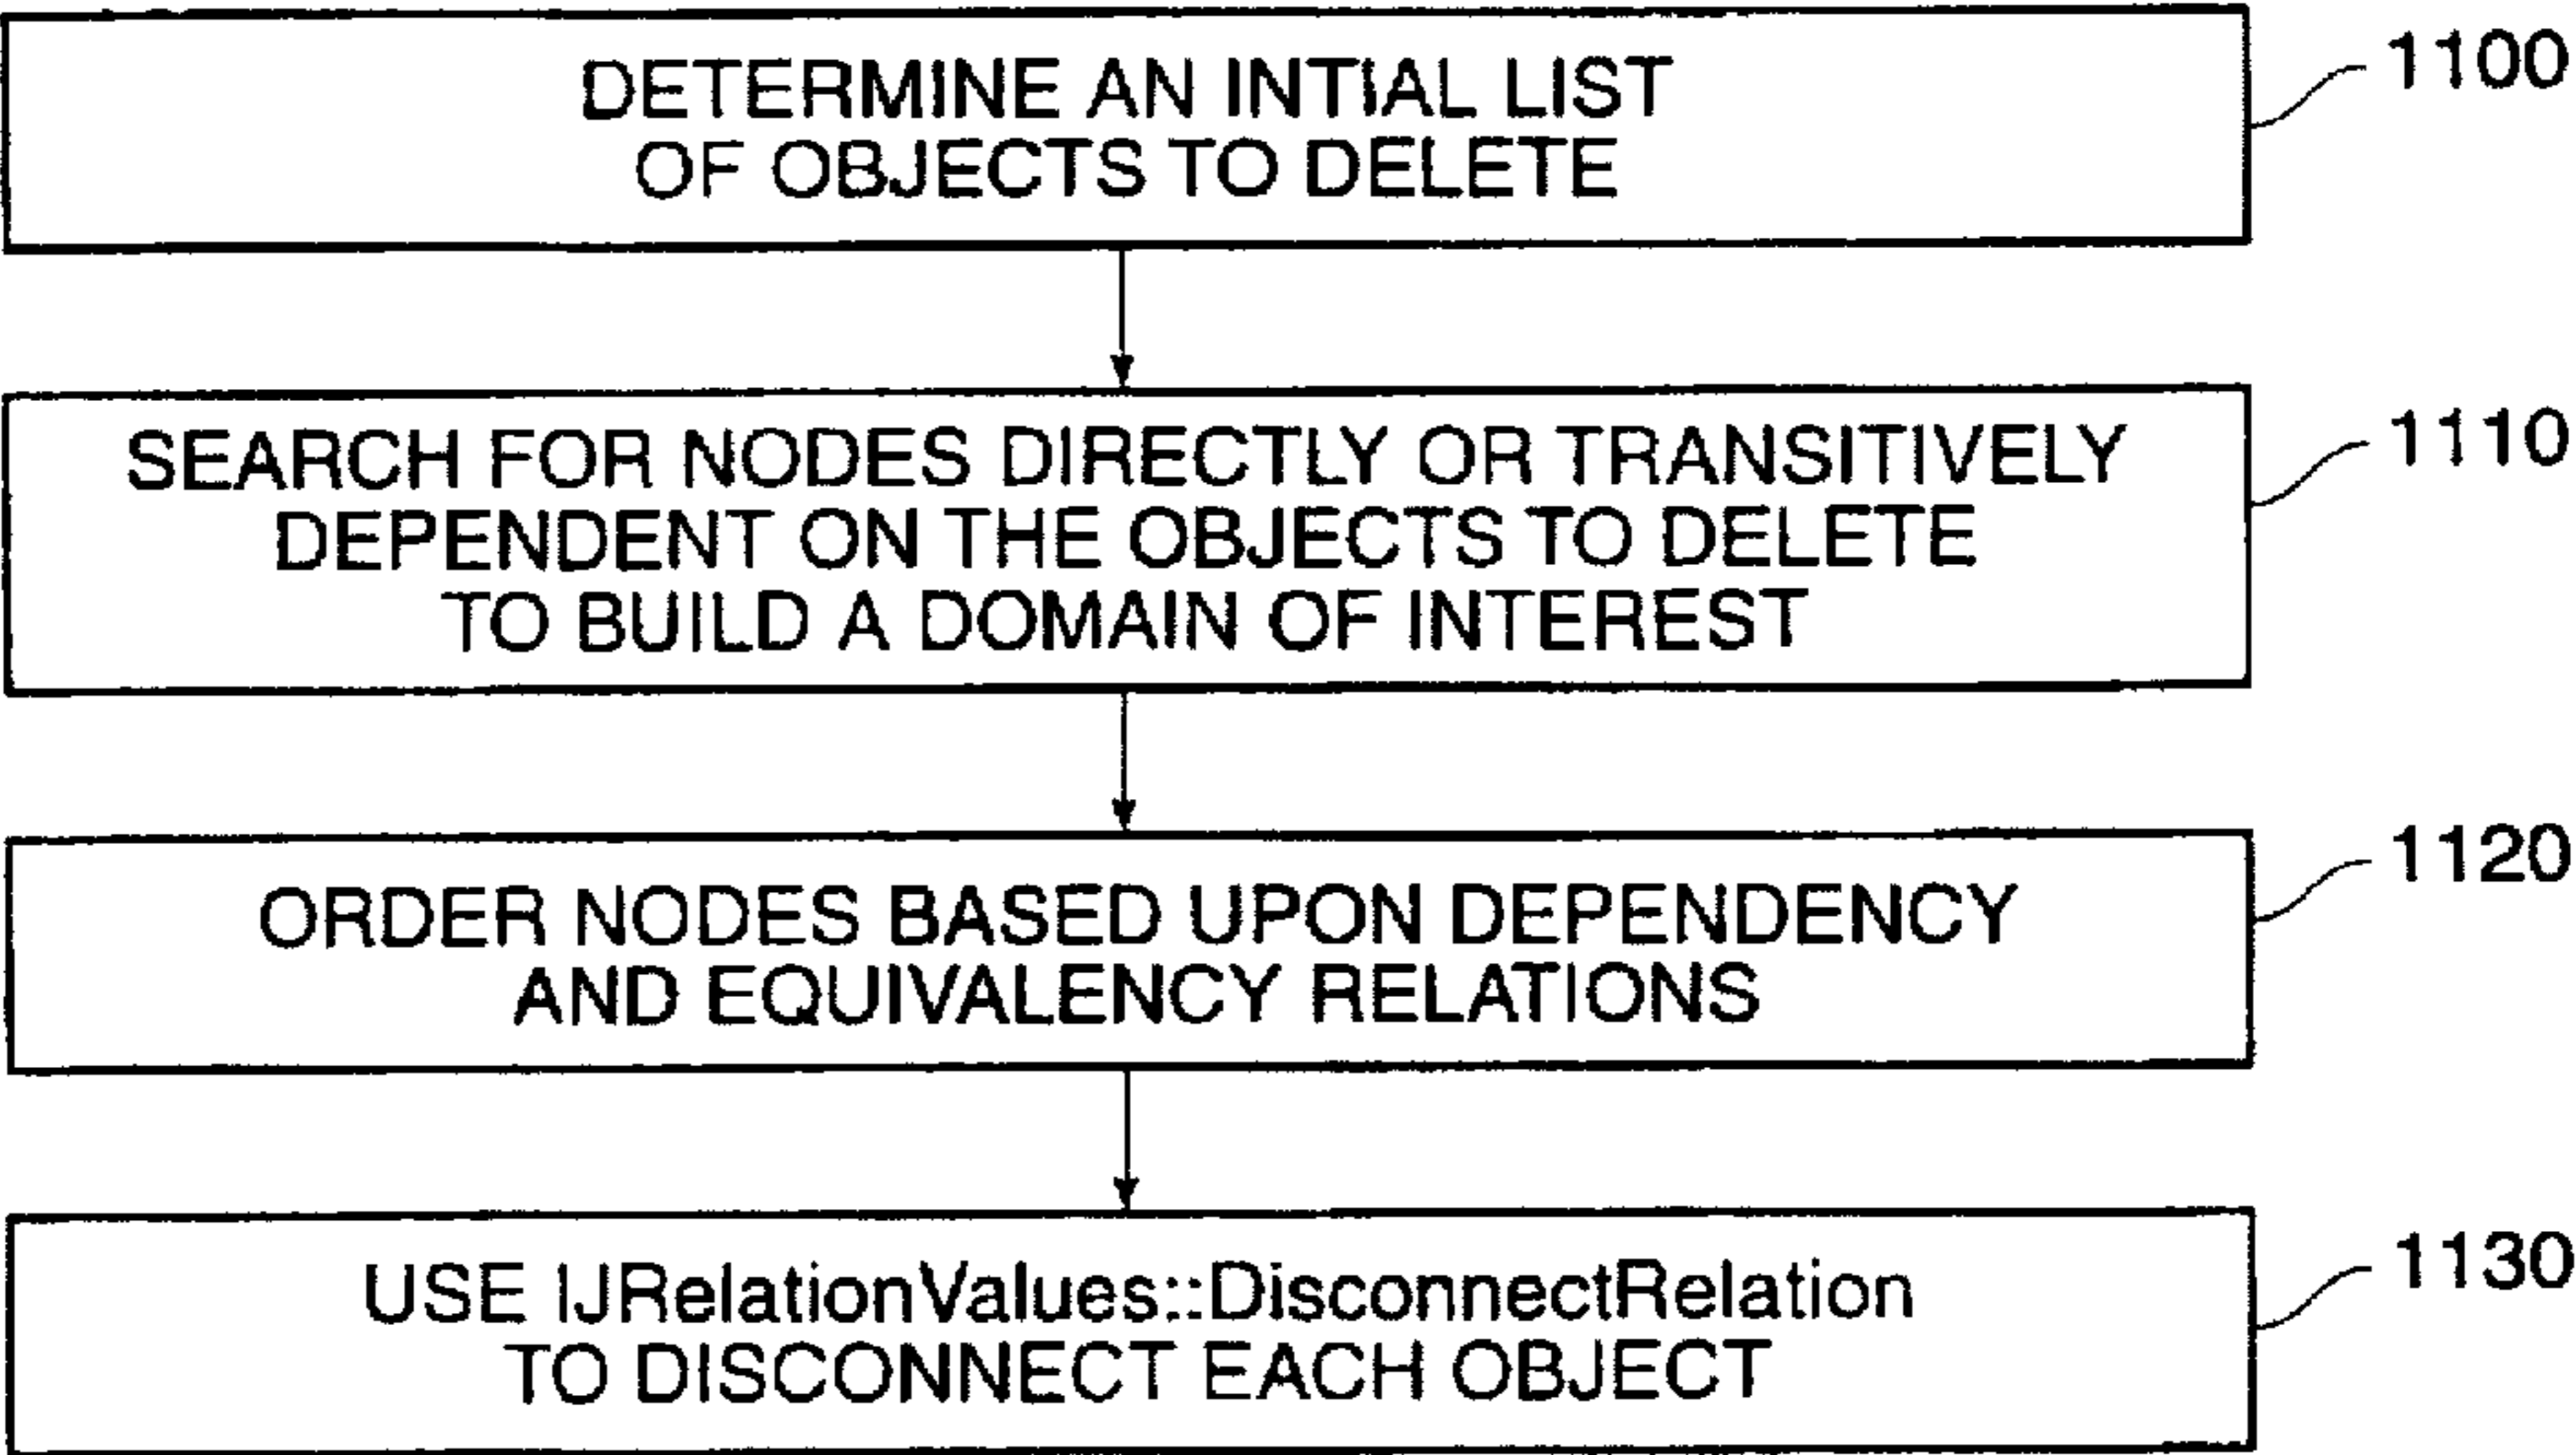 DETERMINE AN INTIAL LIST
OF OBJECTS TO DELETE
1100
SEARCH FOR NODES DIRECTLY OR TRANSITIVELY
DEPENDENT ON THE OBJECTS TO DELETE
TO BUILD A DOMAIN OF INTEREST
1110
ORDER NODES BASED UPON DEPENDENCY
AND EQUIVALENCY RELATIONS
1120
USE IJRelationValues::DisconnectRelation
TO DISCONNECT EACH OBJECT
1130